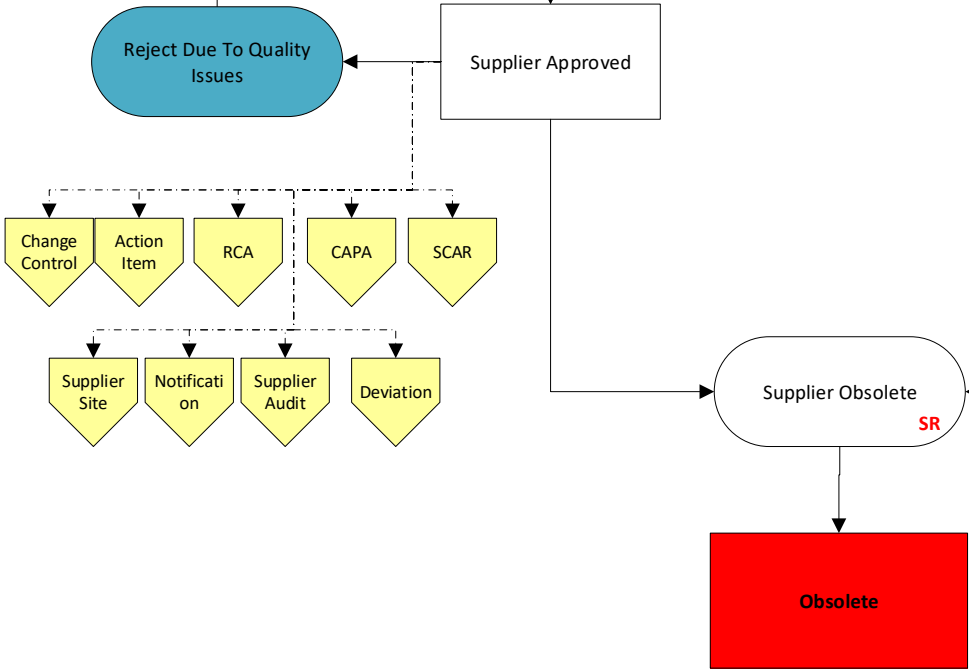 Reject Due To Quality
Issues
Supplier Approved
Change
Control
Action
Item
RCA
CAPA
SCAR
Supplier
Site
Notificati
on
Supplier
Audit
Deviation
Supplier Obsolete
SR
Obsolete